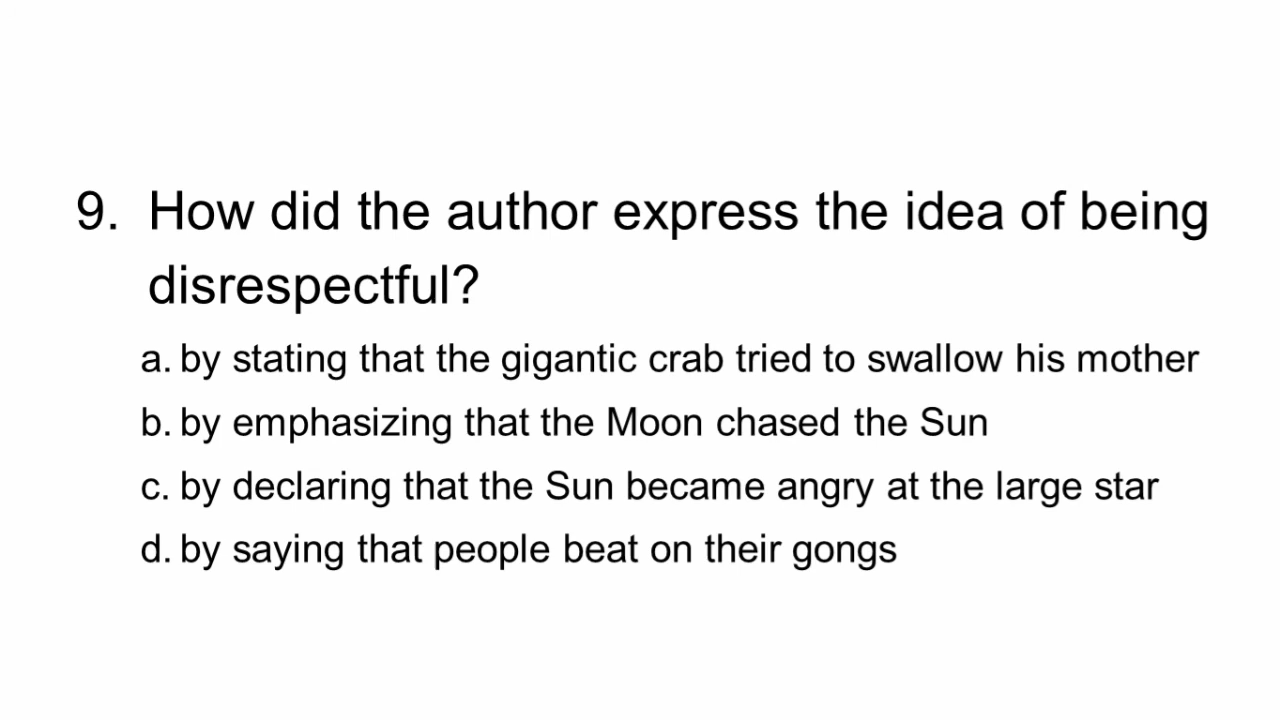 9. How did the author express the idea of being
disrespectful?
a. by stating that the gigantic crab tried to swallow his mother
b. by emphasizing that the Moon chased the Sun
c. by declaring that the Sun became angry at the large star
d. by saying that people beat on their gongs